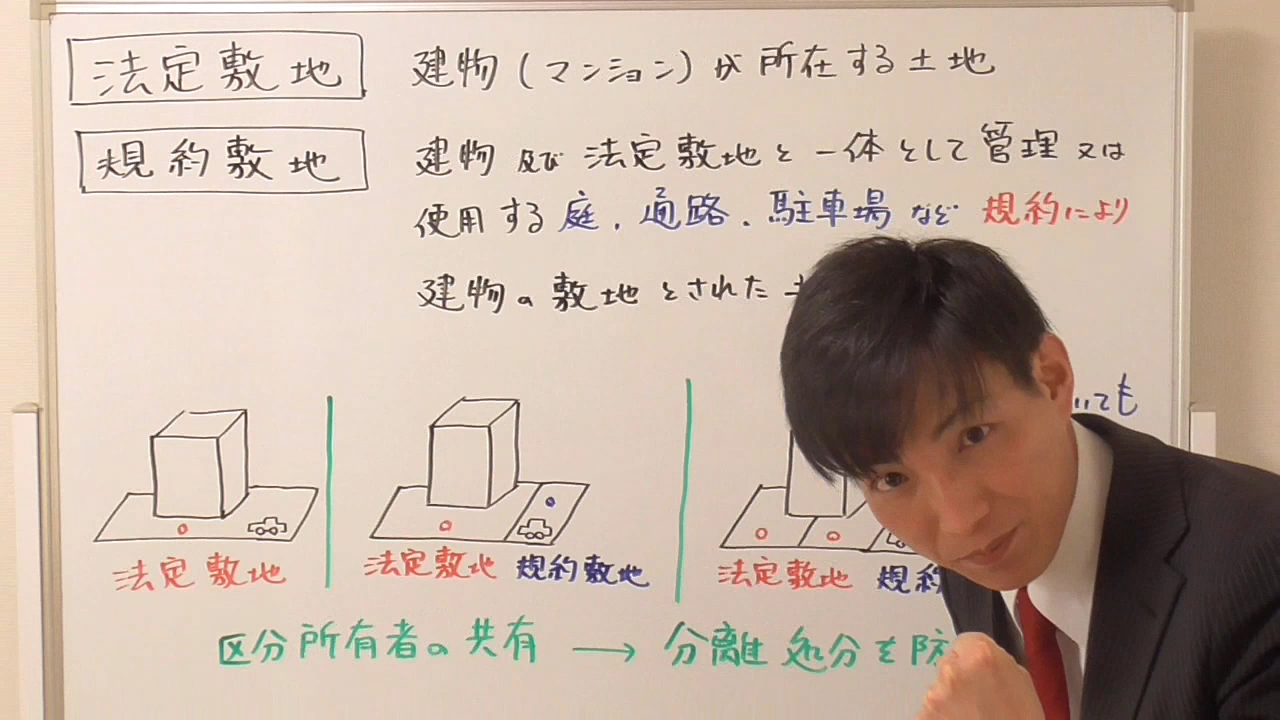 法定敷地 建物(マンション)が所在する土地
規約敷地 建物及び法定敷地と一体として管理又は
使用する庭、通路、駐車場など 規約により
建物の敷地とされた
いても
法定敷地
法定敷地 規約敷地
法定敷地 規約
区分所有者の共有 → 分離処分を防